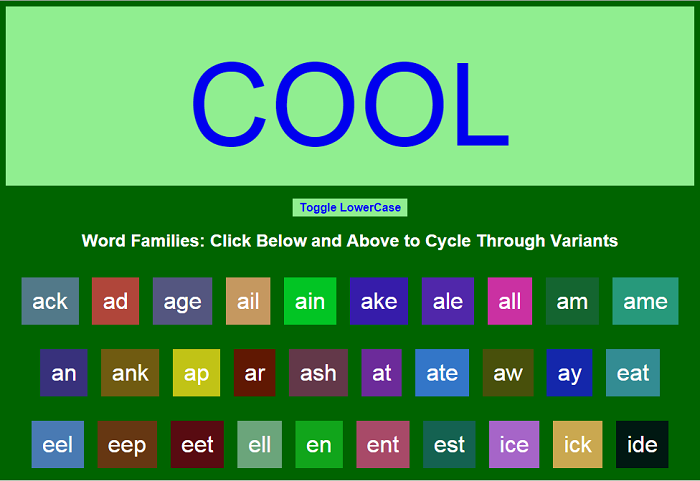 COOL
Toggle LowerCase
Word Families: Click Below and Above to Cycle Through Variants
ack ad age ail ain ake ale all am ame
an ank ap ar ash at ate aw ay eat
eel eep eet ell en ent est ice ick ide